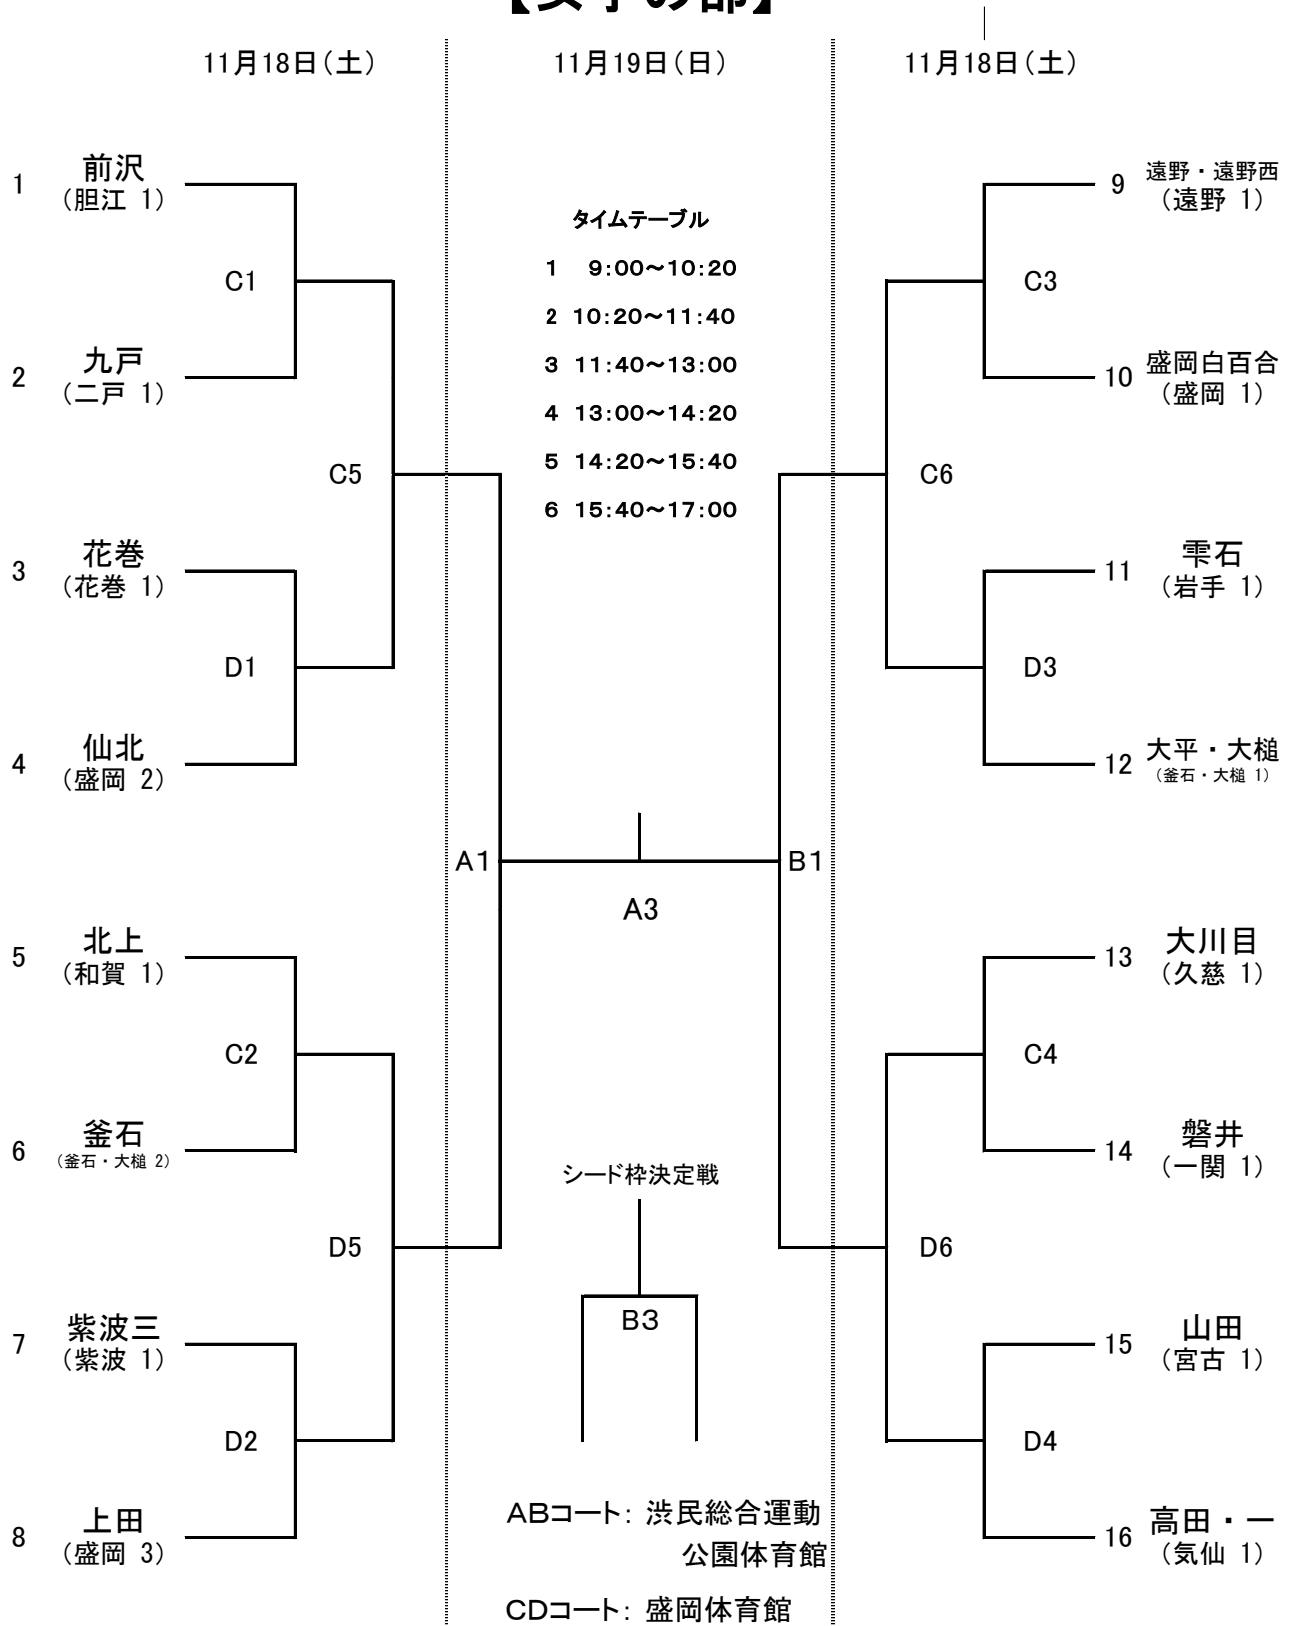 11月18日（土）
11月19日（日）
11月18日（土）
1
前沢
（胆江 1）
C1
2
九戸
（二戸 1）
C5
3
花巻
（花巻 1）
D1
4
仙北
（盛岡 2）
A1
5
北上
（和賀 1）
C2
6
釜石
（釜石・大槌 2）
D5
7
紫波三
（紫波 1）
D2
8
上田
（盛岡 3）
タイムテーブル
1 9：00～10：20
2 10：20～11：40
3 11：40～13：00
4 13：00～14：20
5 14：20～15：40
6 15：40～17：00
A3
シード枠決定戦
B3
ABコート： 渋民総合運動
公園体育館
CDコート： 盛岡体育館
9
遠野・遠野西
（遠野 1）
C3
10
盛岡白百合
（盛岡 1）
C6
11
雫石
（岩手 1）
D3
12
大平・大槌
（釜石・大槌 1）
B1
13
大川目
（久慈 1）
C4
14
磐井
（一関 1）
D6
15
山田
（宮古 1）
D4
16
高田・一
（気仙 1）